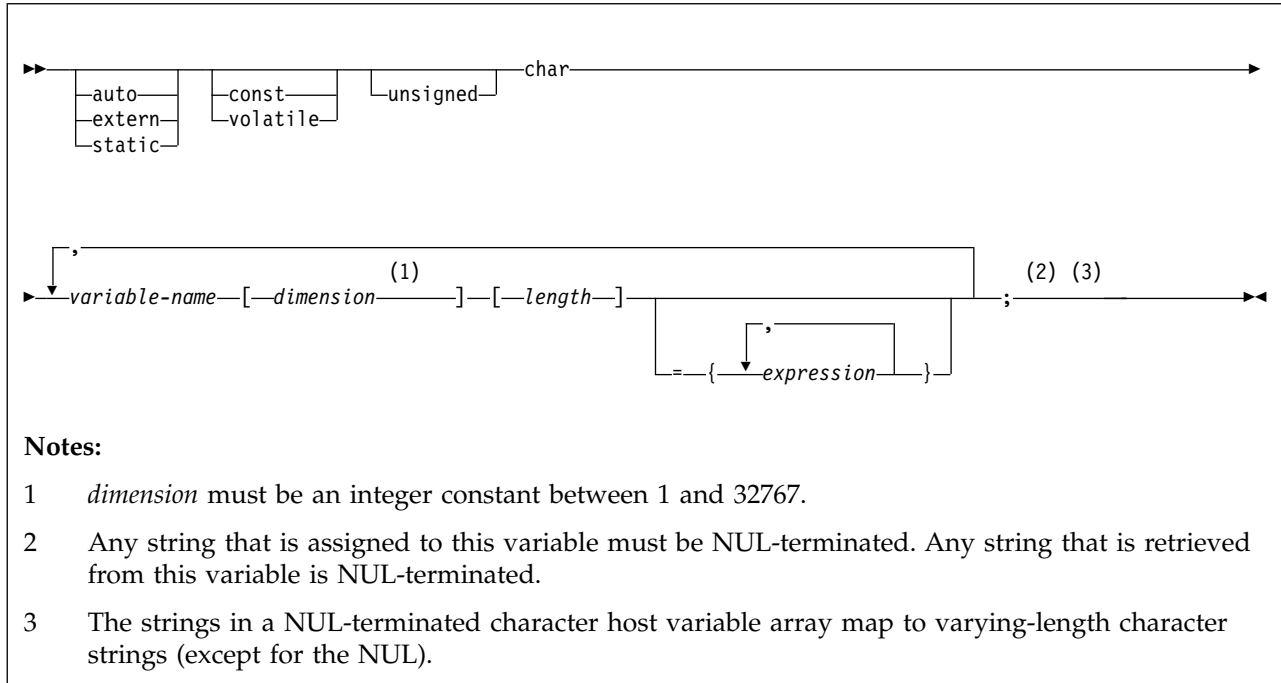 char
auto const unsigned
extern volatile
static
,
(1) (2) (3)
variable-name [ dimension ] [ length ] ;
,
= { expression }
Notes:
1 dimension must be an integer constant between 1 and 32767.
2 Any string that is assigned to this variable must be NUL-terminated. Any string that is retrieved
from this variable is NUL-terminated.
3 The strings in a NUL-terminated character host variable array map to varying-length character
strings (except for the NUL).